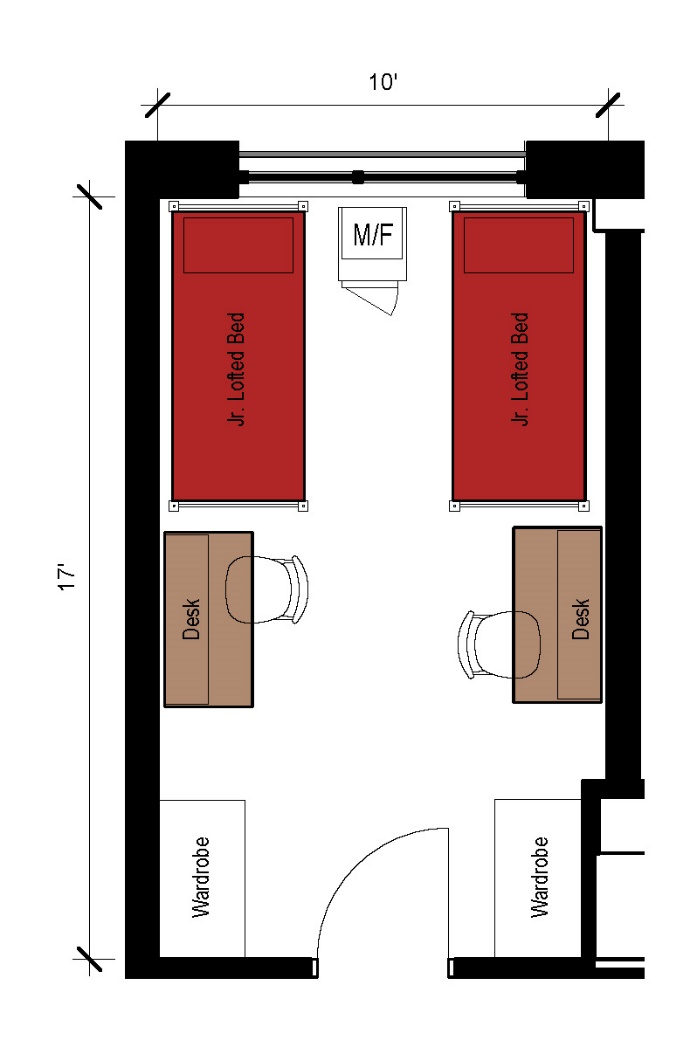 10'
M/F
Jr. Lofted Bed
Jr. Lofted Bed
17'
Desk
Desk
Wardrobe
Wardrobe